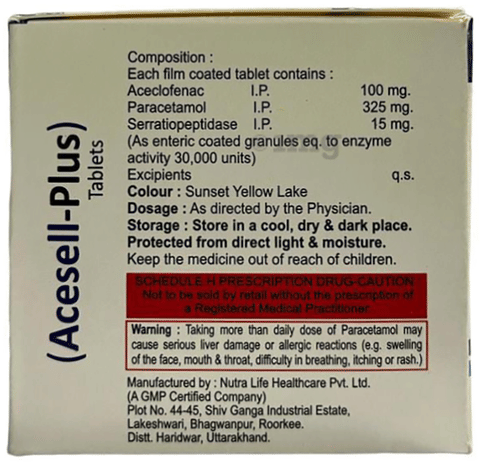 (Acesell-Plus)
Tablets
Composition :
Each film coated tablet contains :
Aceclofenac I.P. 100 mg.
Paracetamol I.P. 325 mg.
Serratiopeptidase I.P. 15 mg.
(As enteric coated granules eq. to enzyme
activity 30,000 units)
Excipients q.s.
Colour : Sunset Yellow Lake
Dosage : As directed by the Physician.
Storage : Store in a cool, dry & dark place.
Protected from direct light & moisture.
Keep the medicine out of reach of children.
SCHEDULE H PRESCRIPTION DRUG-CAUTION
Not to be sold by retail without the prescription of
a Registered Medical Practitioner
Warning : Taking more than daily dose of Paracetamol may
cause serious liver damage or allergic reactions (e.g. swelling
of the face, mouth & throat, difficulty in breathing, itching or rash.)
Manufactured by : Nutra Life Healthcare Pvt. Ltd.
(A GMP Certified Company)
Plot No. 44-45, Shiv Ganga Industrial Estate,
Lakeshwari, Bhagwanpur, Roorkee.
Distt. Haridwar, Uttarakhand.